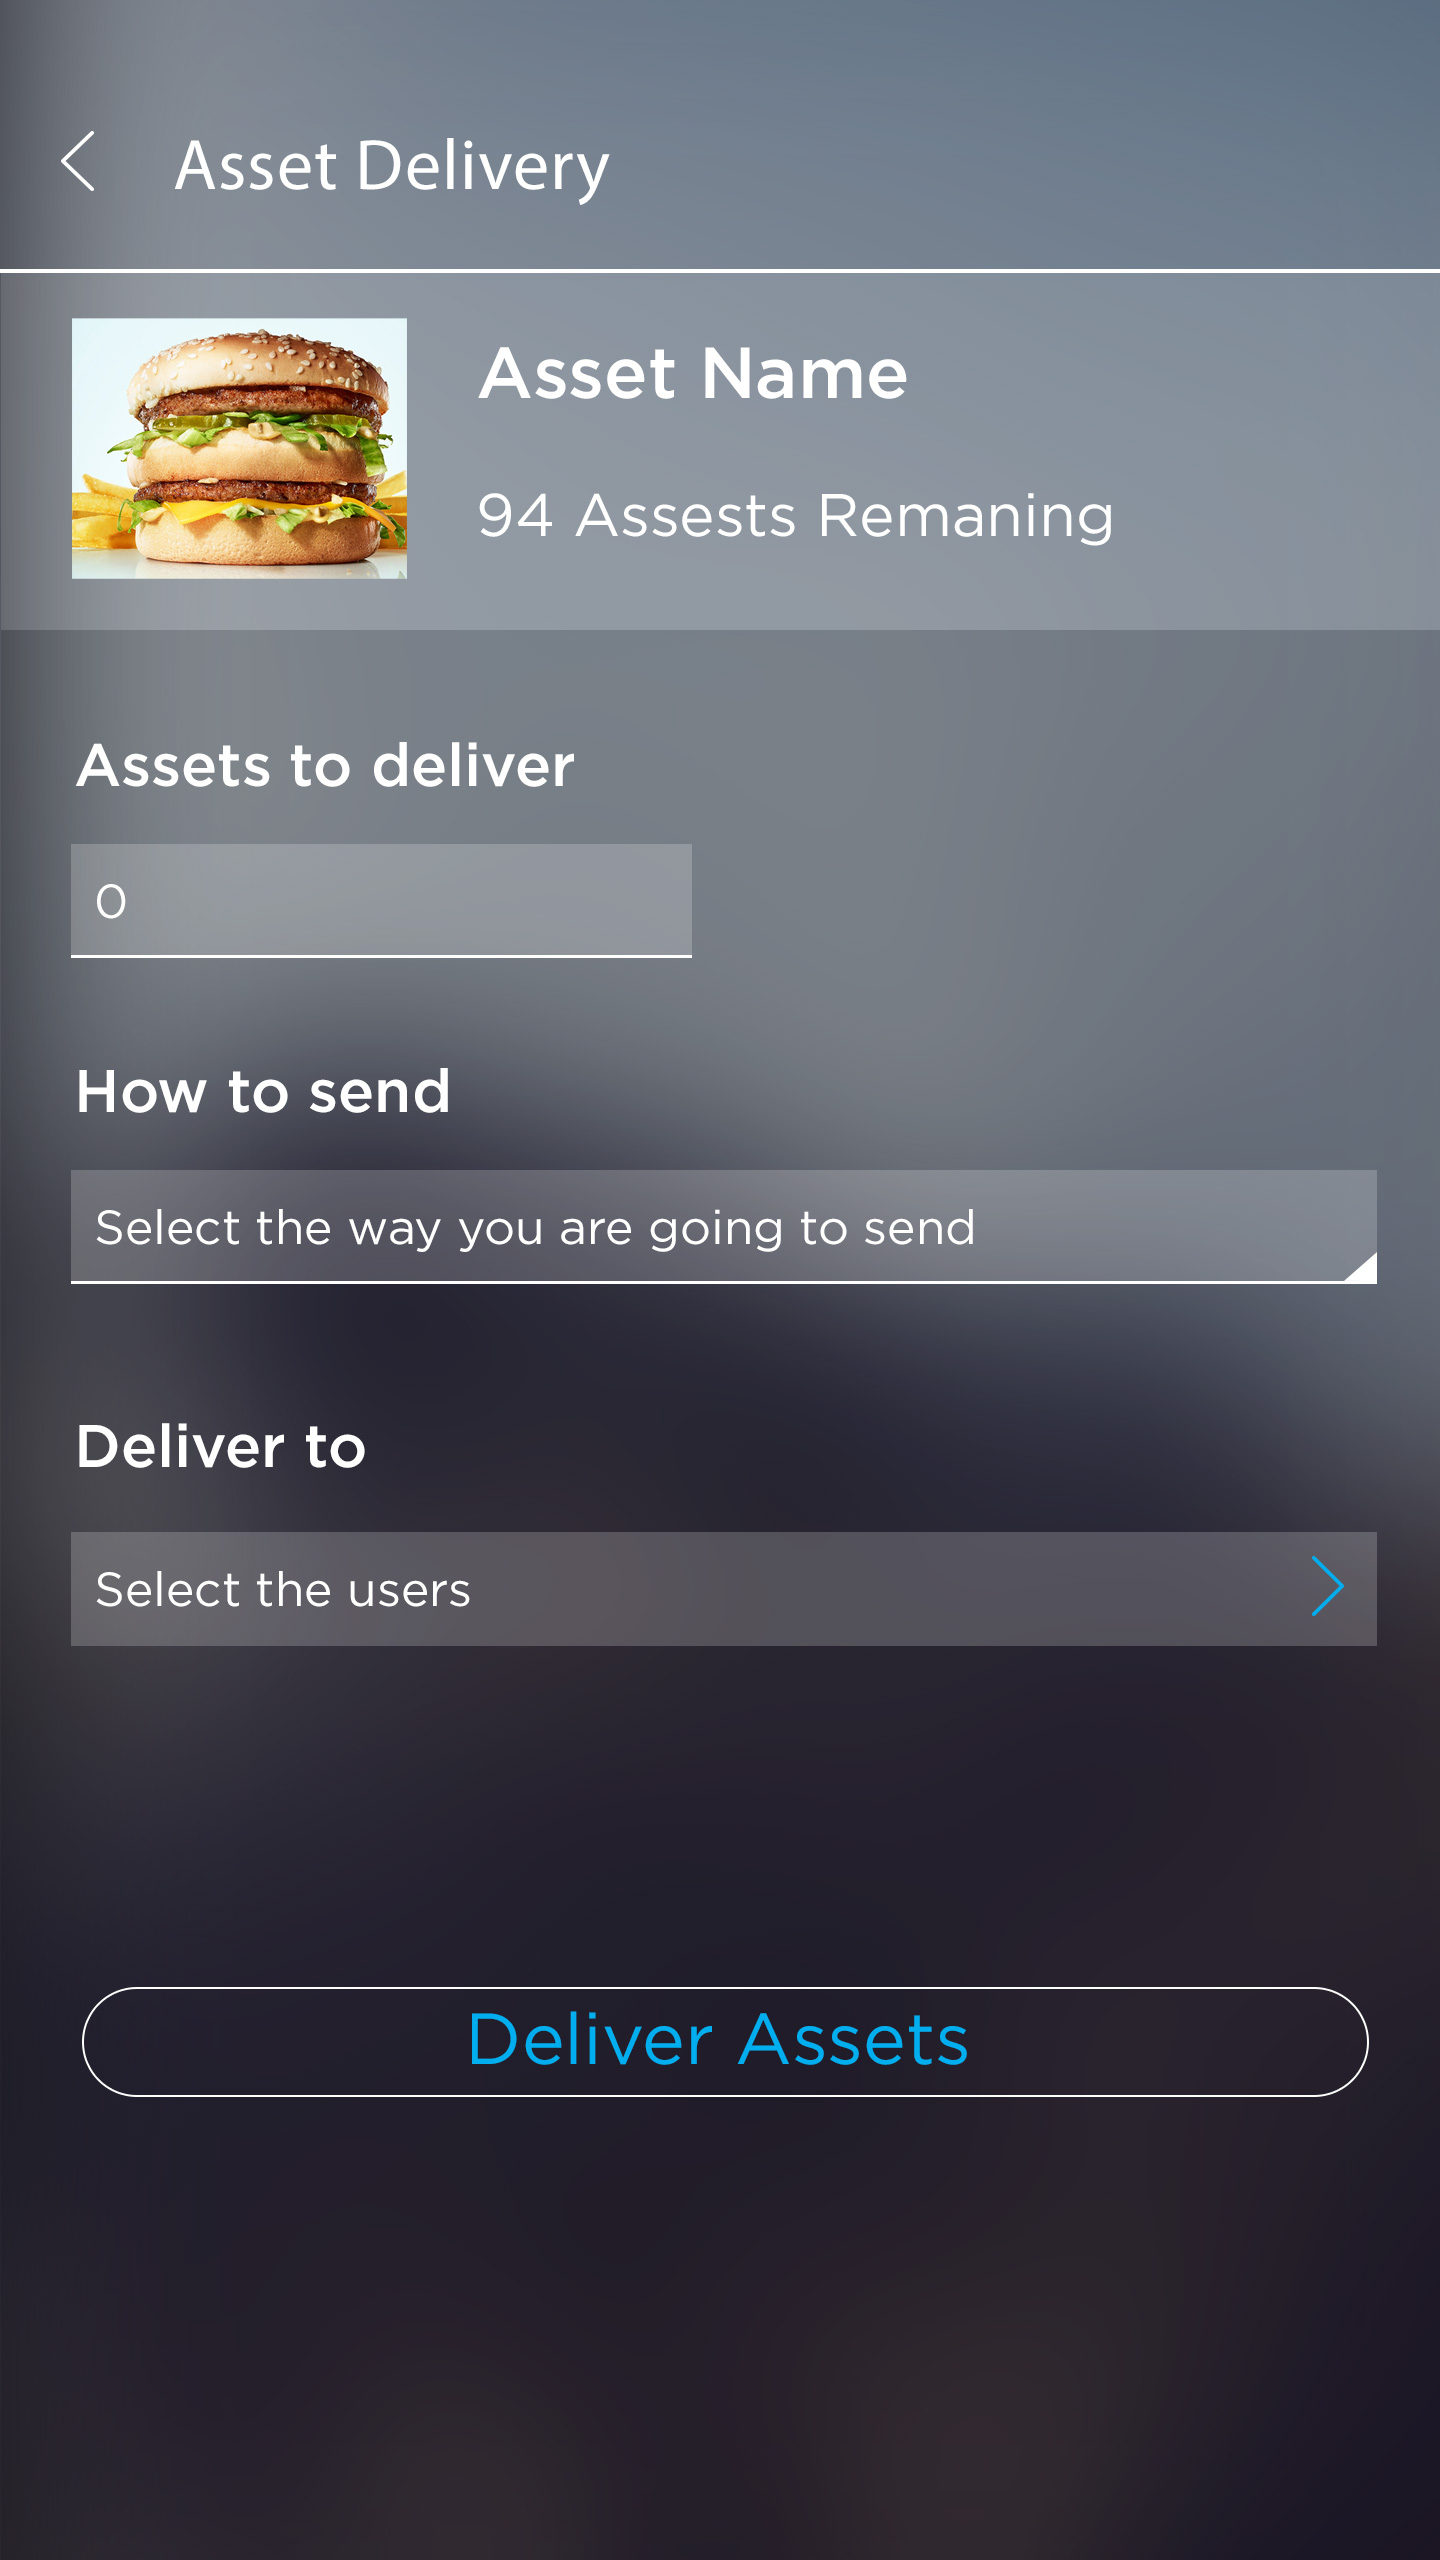 Asset Delivery
Asset Name
94 Assests Remaning
Assets to deliver
0
How to send
Select the way you are going to send
Deliver to
Select the users
Deliver Assets